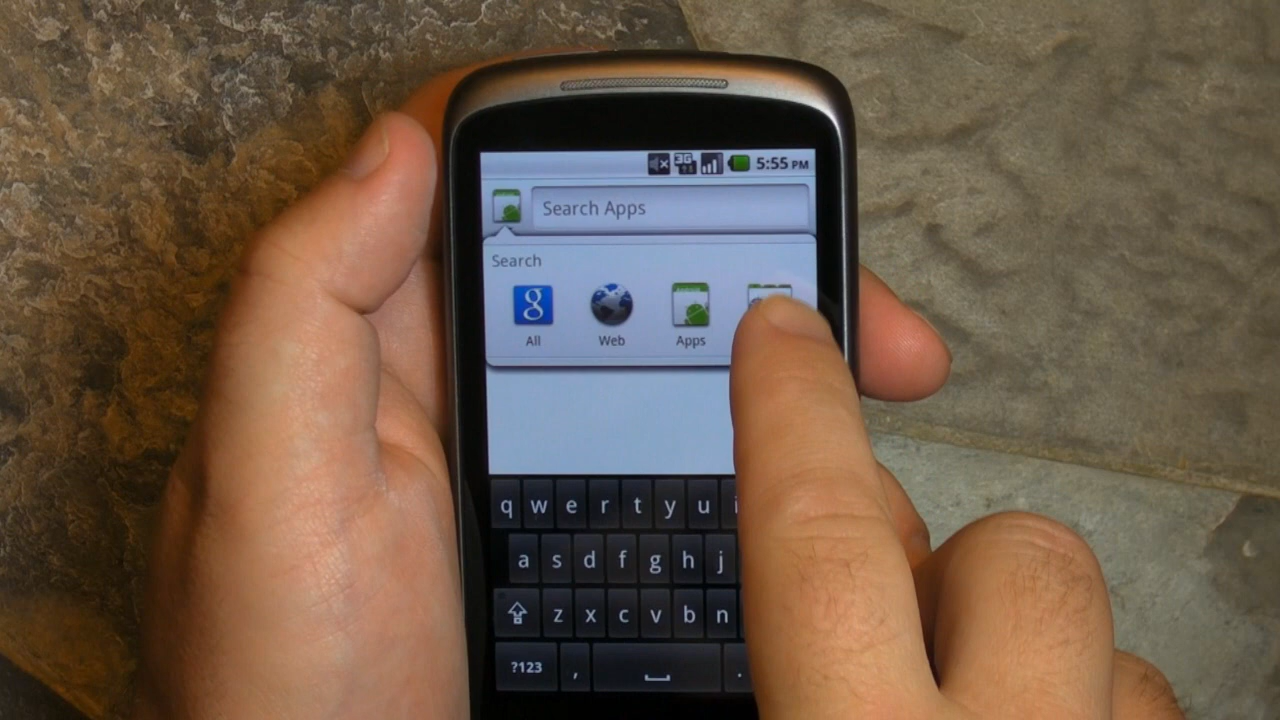 3G
5:55 PM
Search Apps
Search
g
All Web Apps
q w e r t y u i
a s d f g h j
z x c v b n
?123 , .